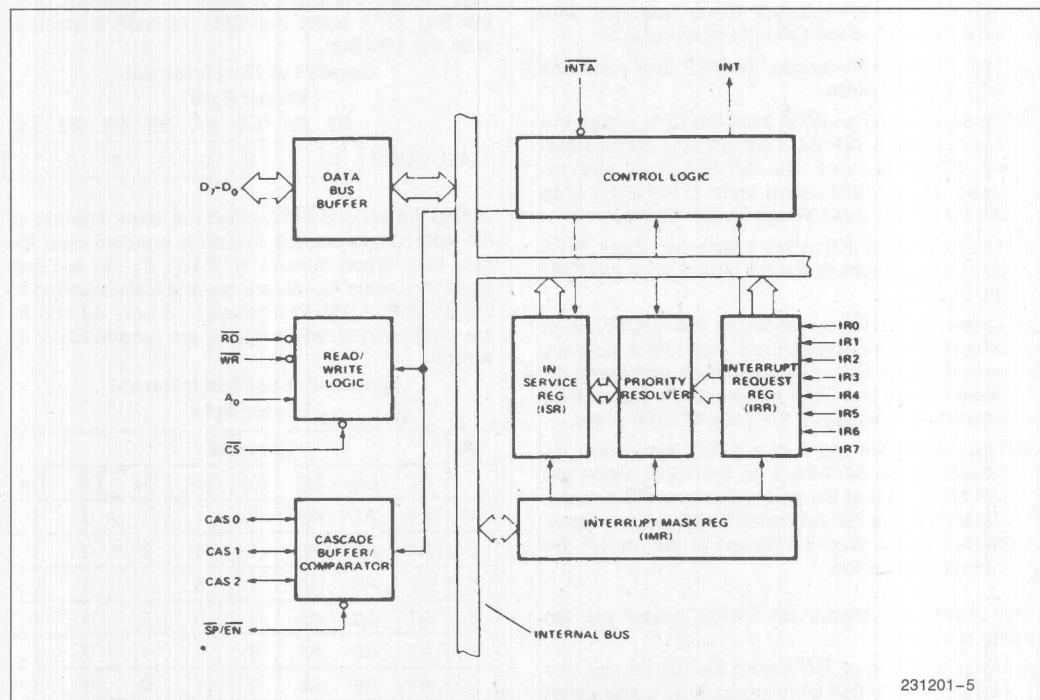 INTA
INT
DATA
BUS
BUFFER
D7-D0
CONTROL LOGIC
RD
WR
A0
CS
READ/
WRITE
LOGIC
IN
SERVICE
REG
(ISR)
PRIORITY
RESOLVER
INTERRUPT
REQUEST
REG
(IRR)
IR0
IR1
IR2
IR3
IR4
IR5
IR6
IR7
CAS 0
CAS 1
CAS 2
CASCADE
BUFFER/
COMPARATOR
SP/EN
INTERRUPT MASK REG
(IMR)
INTERNAL BUS
231201-5